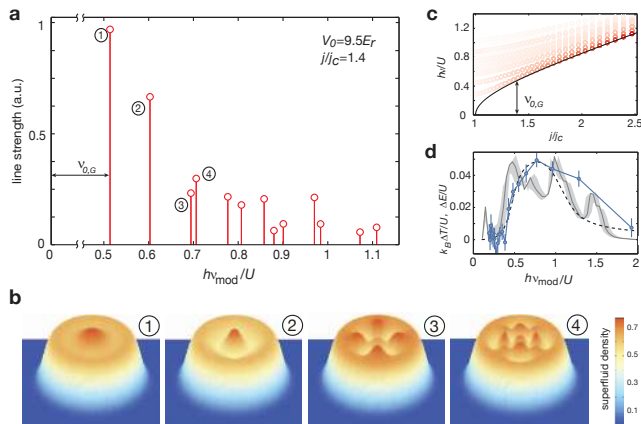 a
1
0.5
0
line strength (a.u.)
V0=9.5Er
j/jc=1.4
1
2
3
4
ν0,G
0
0.5
0.6
0.7
0.8
0.9
1
1.1
hνmod/U
c
1.2
0.8
0.4
0
hν/U
ν0,G
1
1.5
2
2.5
j/jc
d
0.04
0.02
0
kBΔT/U, ΔE/U
0
0.5
1
1.5
2
hνmod/U
b
1
2
3
4
0.7
0.5
0.3
0.1
superfluid density